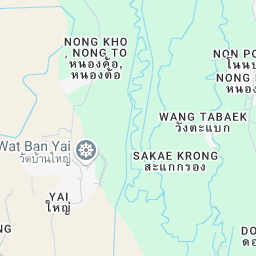 NONG KHO
, NONG TO
หนองค้อ,
หนองต้อ
NON P
โนนป
NONG
หนอง
WANG TABAEK
วังตะแบก
Wat Ban Yai
วัดบ้านใหญ่
SAKAE KRONG
สะแกกรอง
YAI
ใหญ่
NG
DO
ดอ